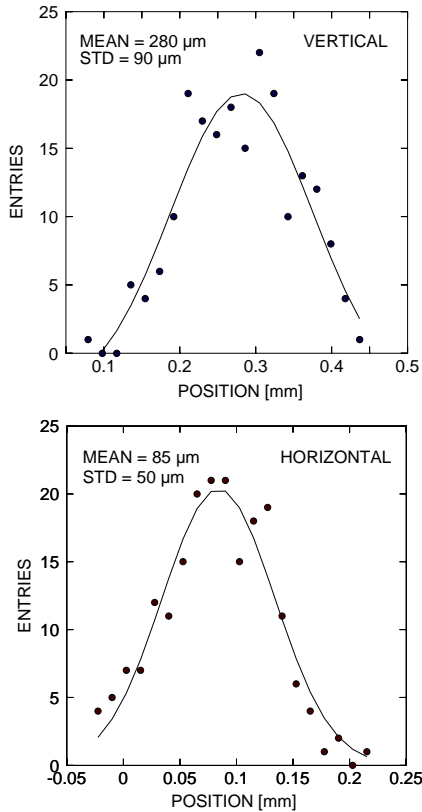 25
MEAN = 280 µm VERTICAL
STD = 90 µm
20
15
ENTRIES
10
5
0
0.1 0.2 0.3 0.4 0.5
POSITION [mm]
25
MEAN = 85 µm HORIZONTAL
STD = 50 µm
20
15
ENTRIES
10
5
0
-0.05 0 0.05 0.1 0.15 0.2 0.25
POSITION [mm]